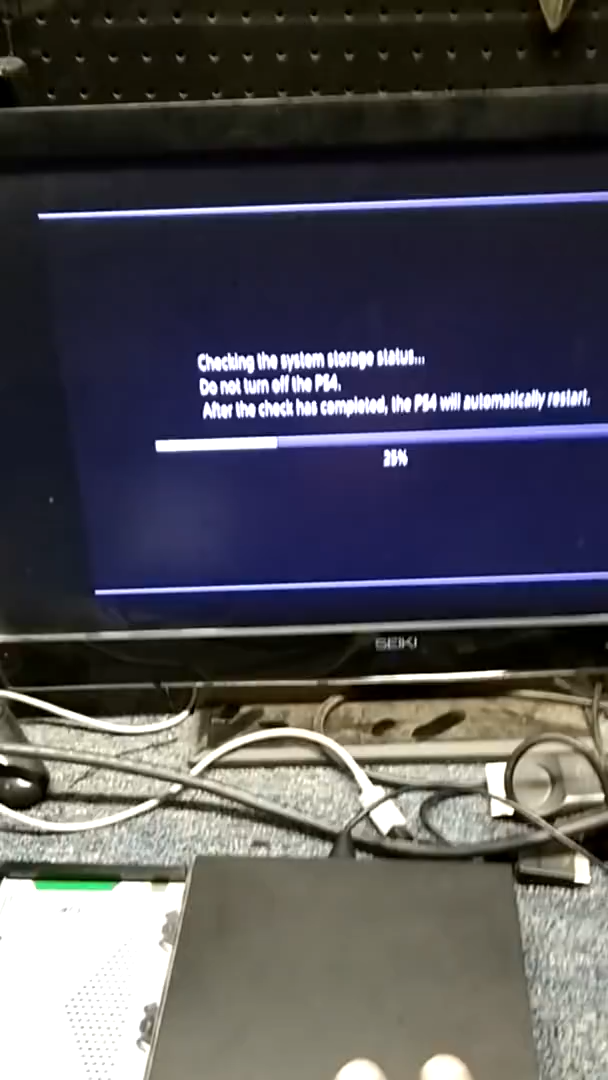 Checking the system storage status...
Do not turn off the PS4.
After the check has completed, the PS4 will automatically restart.
25%
SEIKI